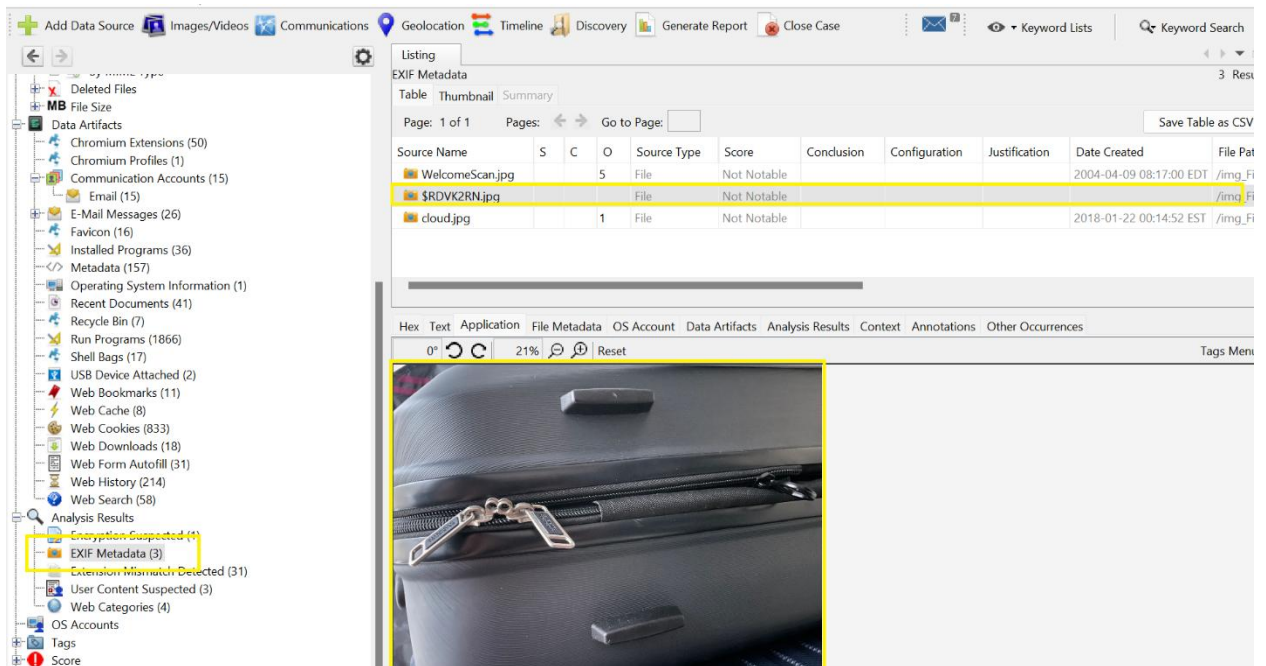 Add Data Source Images/Videos Communications Geolocation Timeline Discovery Generate Report Close Case 7 Keyword Lists Keyword Search
Listing
EXIF Metadata
3 Resu
Table Thumbnail Summary
Page: 1 of 1 Pages: Go to Page: Save Table as CSV
Source Name S C O Source Type Score Conclusion Configuration Justification Date Created File Pat
WelcomeScan.jpg 5 File Not Notable 2004-04-09 08:17:00 EDT /img_Fi
$RDVK2RN.jpg File Not Notable /img_Fi
cloud.jpg 1 File Not Notable 2018-01-22 00:14:52 EST /img_Fi
Hex Text Application File Metadata OS Account Data Artifacts Analysis Results Context Annotations Other Occurrences
0° 21% Reset Tags Menu
Deleted Files
MB File Size
Data Artifacts
Chromium Extensions (50)
Chromium Profiles (1)
Communication Accounts (15)
Email (15)
E-Mail Messages (26)
Favicon (16)
Installed Programs (36)
Metadata (157)
Operating System Information (1)
Recent Documents (41)
Recycle Bin (7)
Run Programs (1866)
Shell Bags (17)
USB Device Attached (2)
Web Bookmarks (11)
Web Cache (8)
Web Cookies (833)
Web Downloads (18)
Web Form Autofill (31)
Web History (214)
Web Search (58)
Analysis Results
Encryption Suspected (1)
EXIF Metadata (3)
Extension Mismatch Detected (31)
User Content Suspected (3)
Web Categories (4)
OS Accounts
Tags
Score